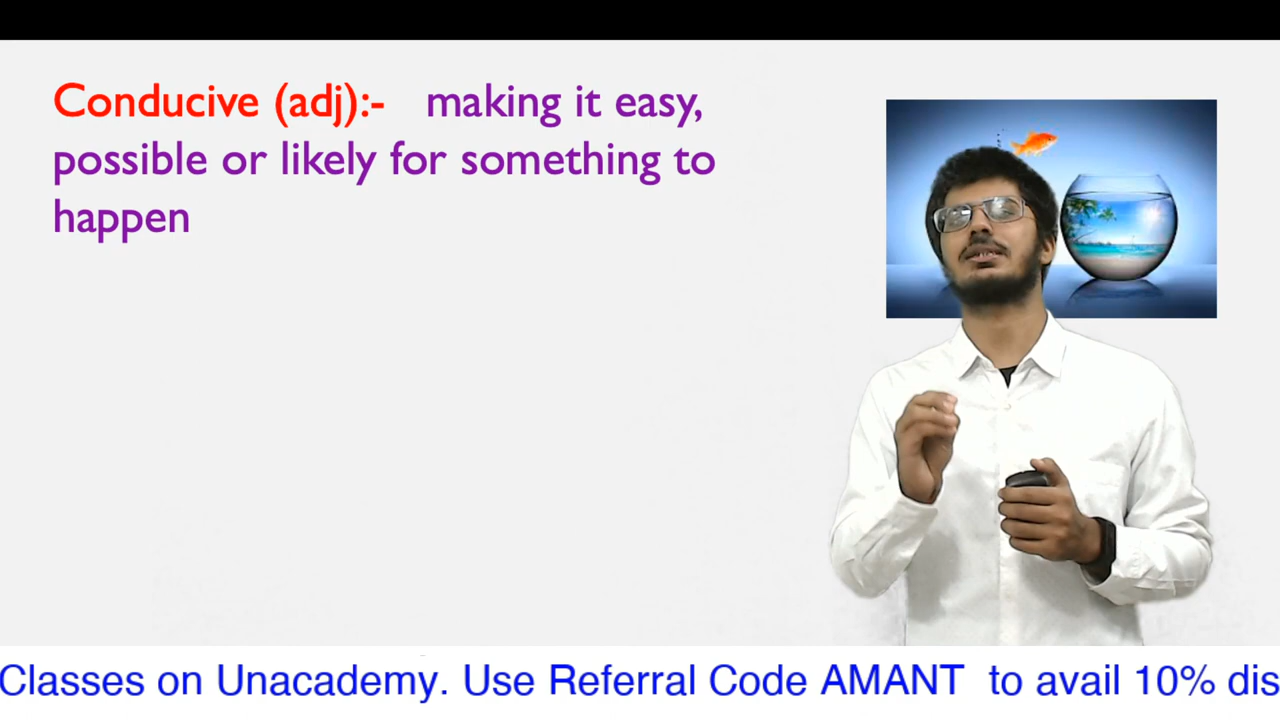 Conducive (adj):- making it easy,
possible or likely for something to
happen
Classes on Unacademy. Use Referral Code AMANT to avail 10% dis